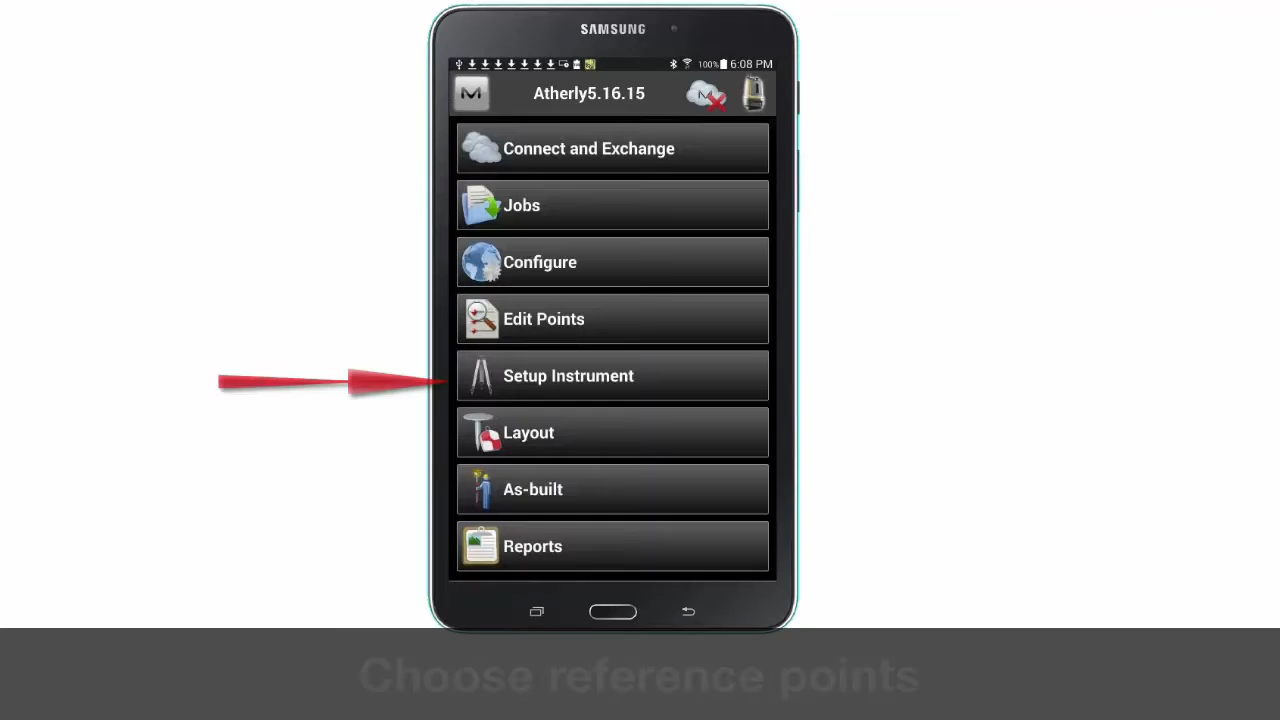 SAMSUNG
100% 6:08 PM
Atherly5.16.15
Connect and Exchange
Jobs
Configure
Edit Points
Setup Instrument
Layout
As-built
Reports
Choose reference points